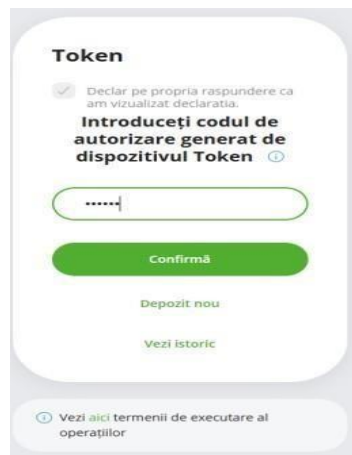 Token
Declar pe propria raspundere ca
am vizualizat declaratia.
Introduceți codul de
autorizare generat de
dispozitivul Token
••••••
Confirmă
Depozit nou
Vezi istoric
Vezi aici termenii de executare al
operațiilor